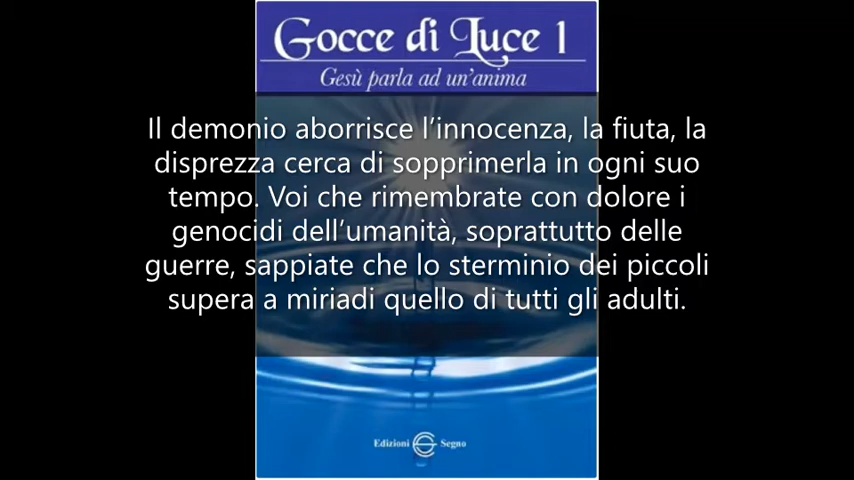 Gocce di Luce 1
Gesù parla ad un'anima
Il demonio aborrisce l’innocenza, la fiuta, la
disprezza cerca di sopprimerla in ogni suo
tempo. Voi che rimembrate con dolore i
genocidi dell’umanità, soprattutto delle
guerre, sappiate che lo sterminio dei piccoli
supera a miriadi quello di tutti gli adulti.
Edizioni Segno